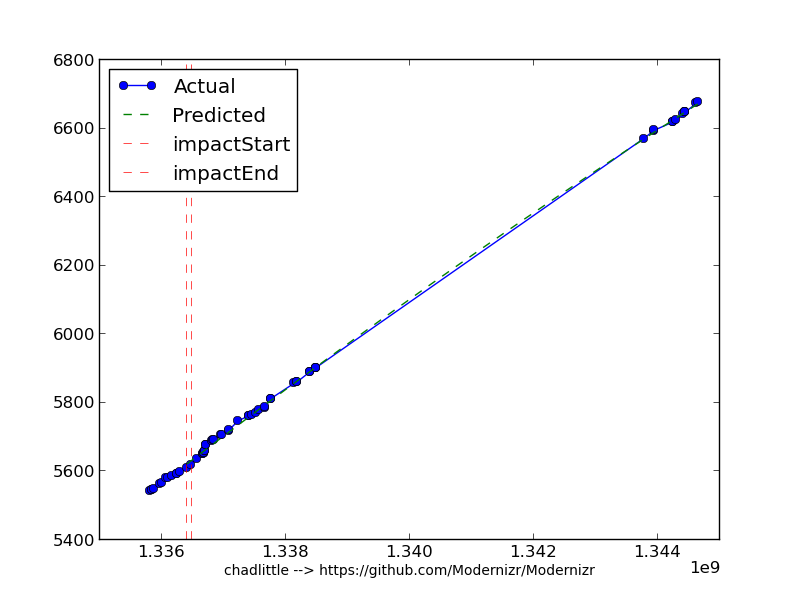 6800
6600
6400
6200
6000
5800
5600
5400
Actual
Predicted
impactStart
impactEnd
1.336 1.338 1.340 1.342 1.344
1e9
chadlittle --> https://github.com/Modernizr/Modernizr